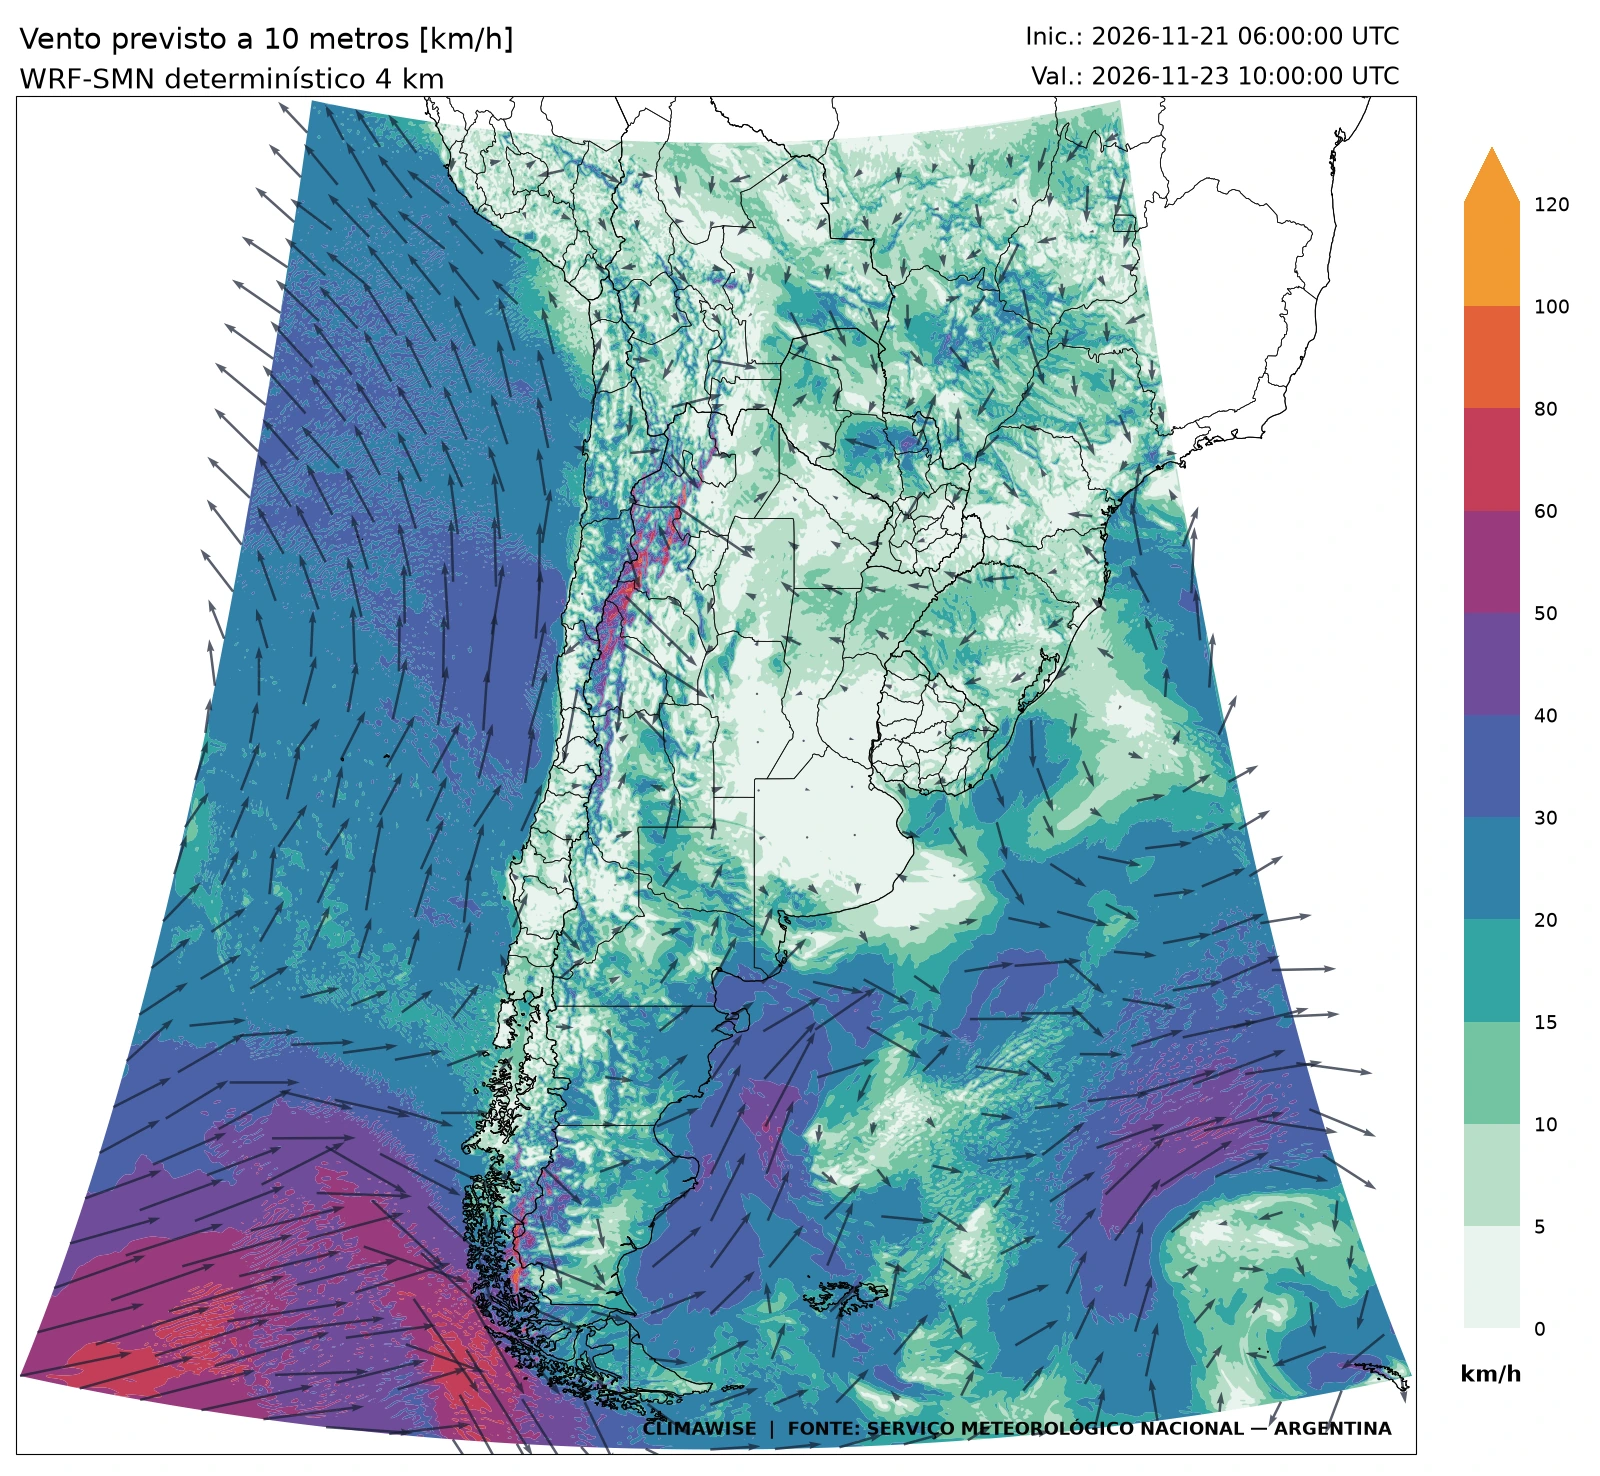 Vento previsto a 10 metros [km/h]
WRF-SMN determinístico 4 km
Inic.: 2026-11-21 06:00:00 UTC
Val.: 2026-11-23 10:00:00 UTC
120
100
80
60
50
40
30
20
15
10
5
0
km/h
CLIMAWISE | FONTE: SERVIÇO METEOROLÓGICO NACIONAL — ARGENTINA